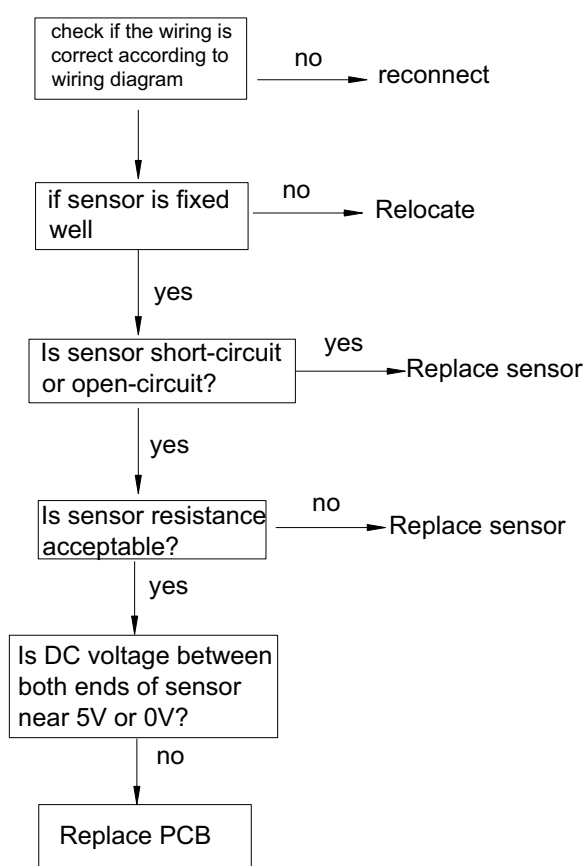 check if the wiring is
correct according to
wiring diagram
no
reconnect
if sensor is fixed
well
no
Relocate
yes
Is sensor short-circuit
or open-circuit?
yes
Replace sensor
yes
Is sensor resistance
acceptable?
no
Replace sensor
yes
Is DC voltage between
both ends of sensor
near 5V or 0V?
no
Replace PCB